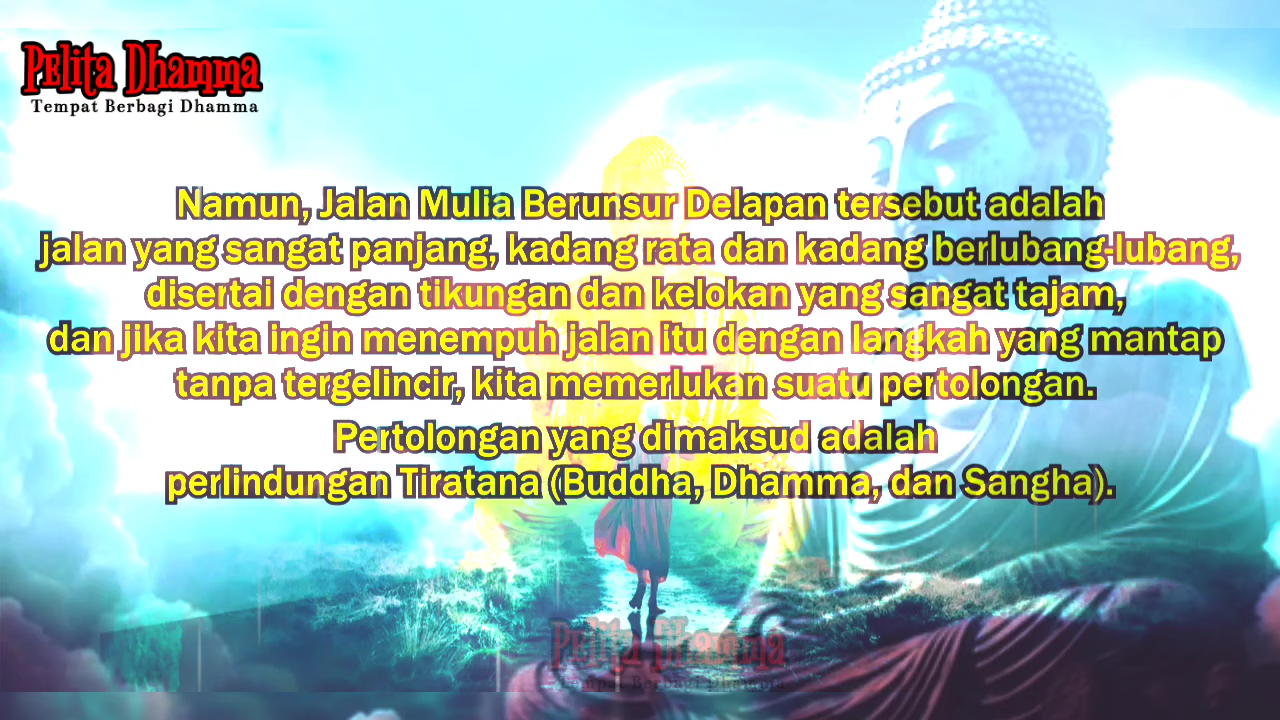 Pelita Dhamma
Tempat Berbagi Dhamma
Namun, Jalan Mulia Berunsur Delapan tersebut adalah
jalan yang sangat panjang, kadang rata dan kadang berlubang-lubang,
disertai dengan tikungan dan kelokan yang sangat tajam,
dan jika kita ingin menempuh jalan itu dengan langkah yang mantap
tanpa tergelincir, kita memerlukan suatu pertolongan.
Pertolongan yang dimaksud adalah
perlindungan Tiratana (Buddha, Dhamma, dan Sangha).
Pelita Dhamma
Tempat Berbagi Dhamma